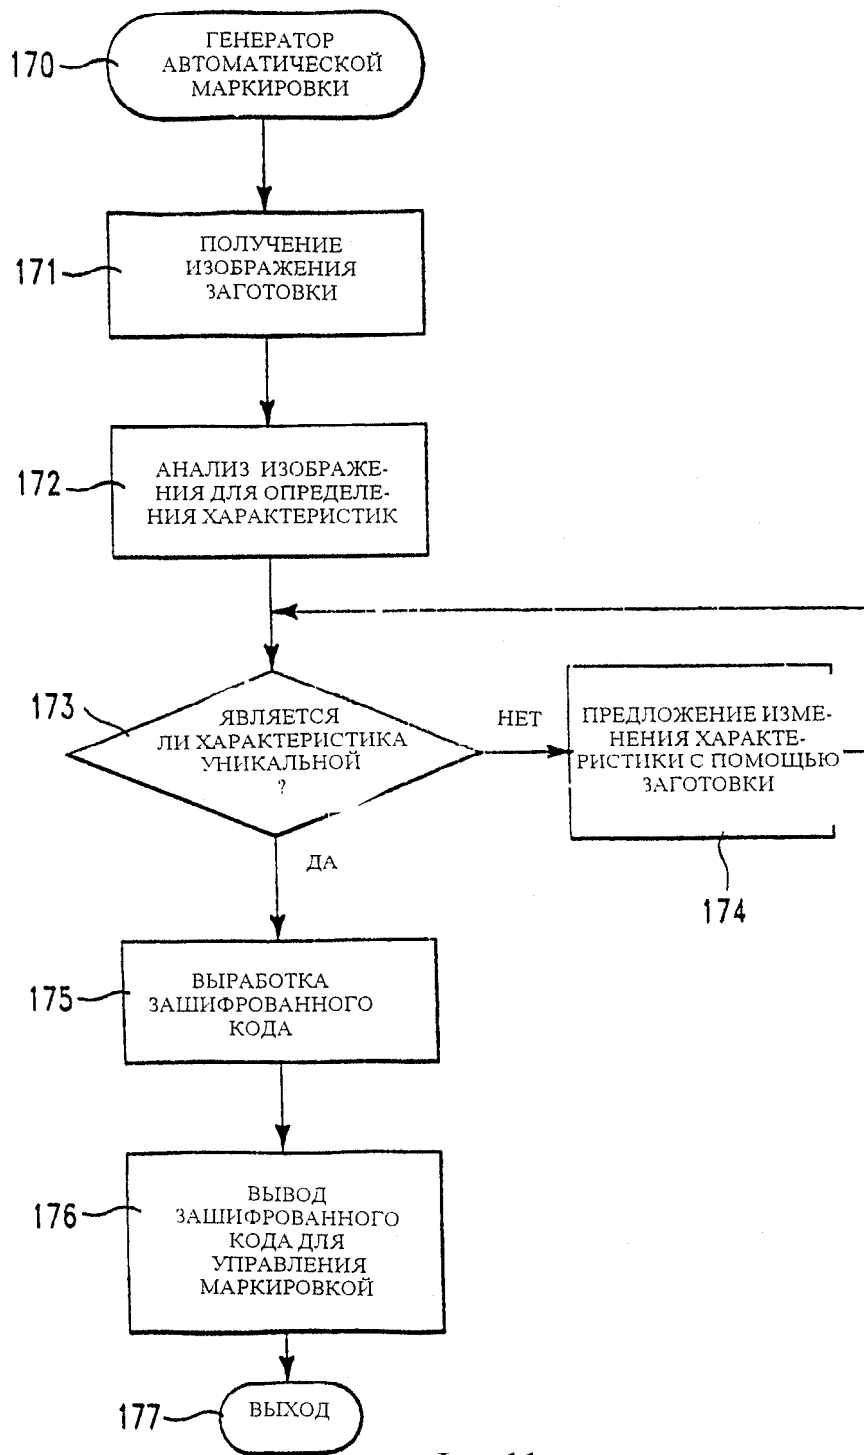 170
ГЕНЕРАТОР
АВТОМАТИЧЕСКОЙ
МАРКИРОВКИ
171
ПОЛУЧЕНИЕ
ИЗОБРАЖЕНИЯ
ЗАГОТОВКИ
172
АНАЛИЗ ИЗОБРАЖЕ-
НИЯ ДЛЯ ОПРЕДЕЛЕ-
НИЯ ХАРАКТЕРИСТИК
173
ЯВЛЯЕТСЯ
ЛИ ХАРАКТЕРИСТИКА
УНИКАЛЬНОЙ
?
НЕТ
ПРЕДЛОЖЕНИЕ ИЗМЕ-
НЕНИЯ ХАРАКТЕ-
РИСТИКИ С ПОМОЩЬЮ
ЗАГОТОВКИ
174
ДА
175
ВЫРАБОТКА
ЗАШИФРОВАННОГО
КОДА
176
ВЫВОД
ЗАШИФРОВАННОГО
КОДА ДЛЯ
УПРАВЛЕНИЯ
МАРКИРОВКОЙ
177
ВЫХОД